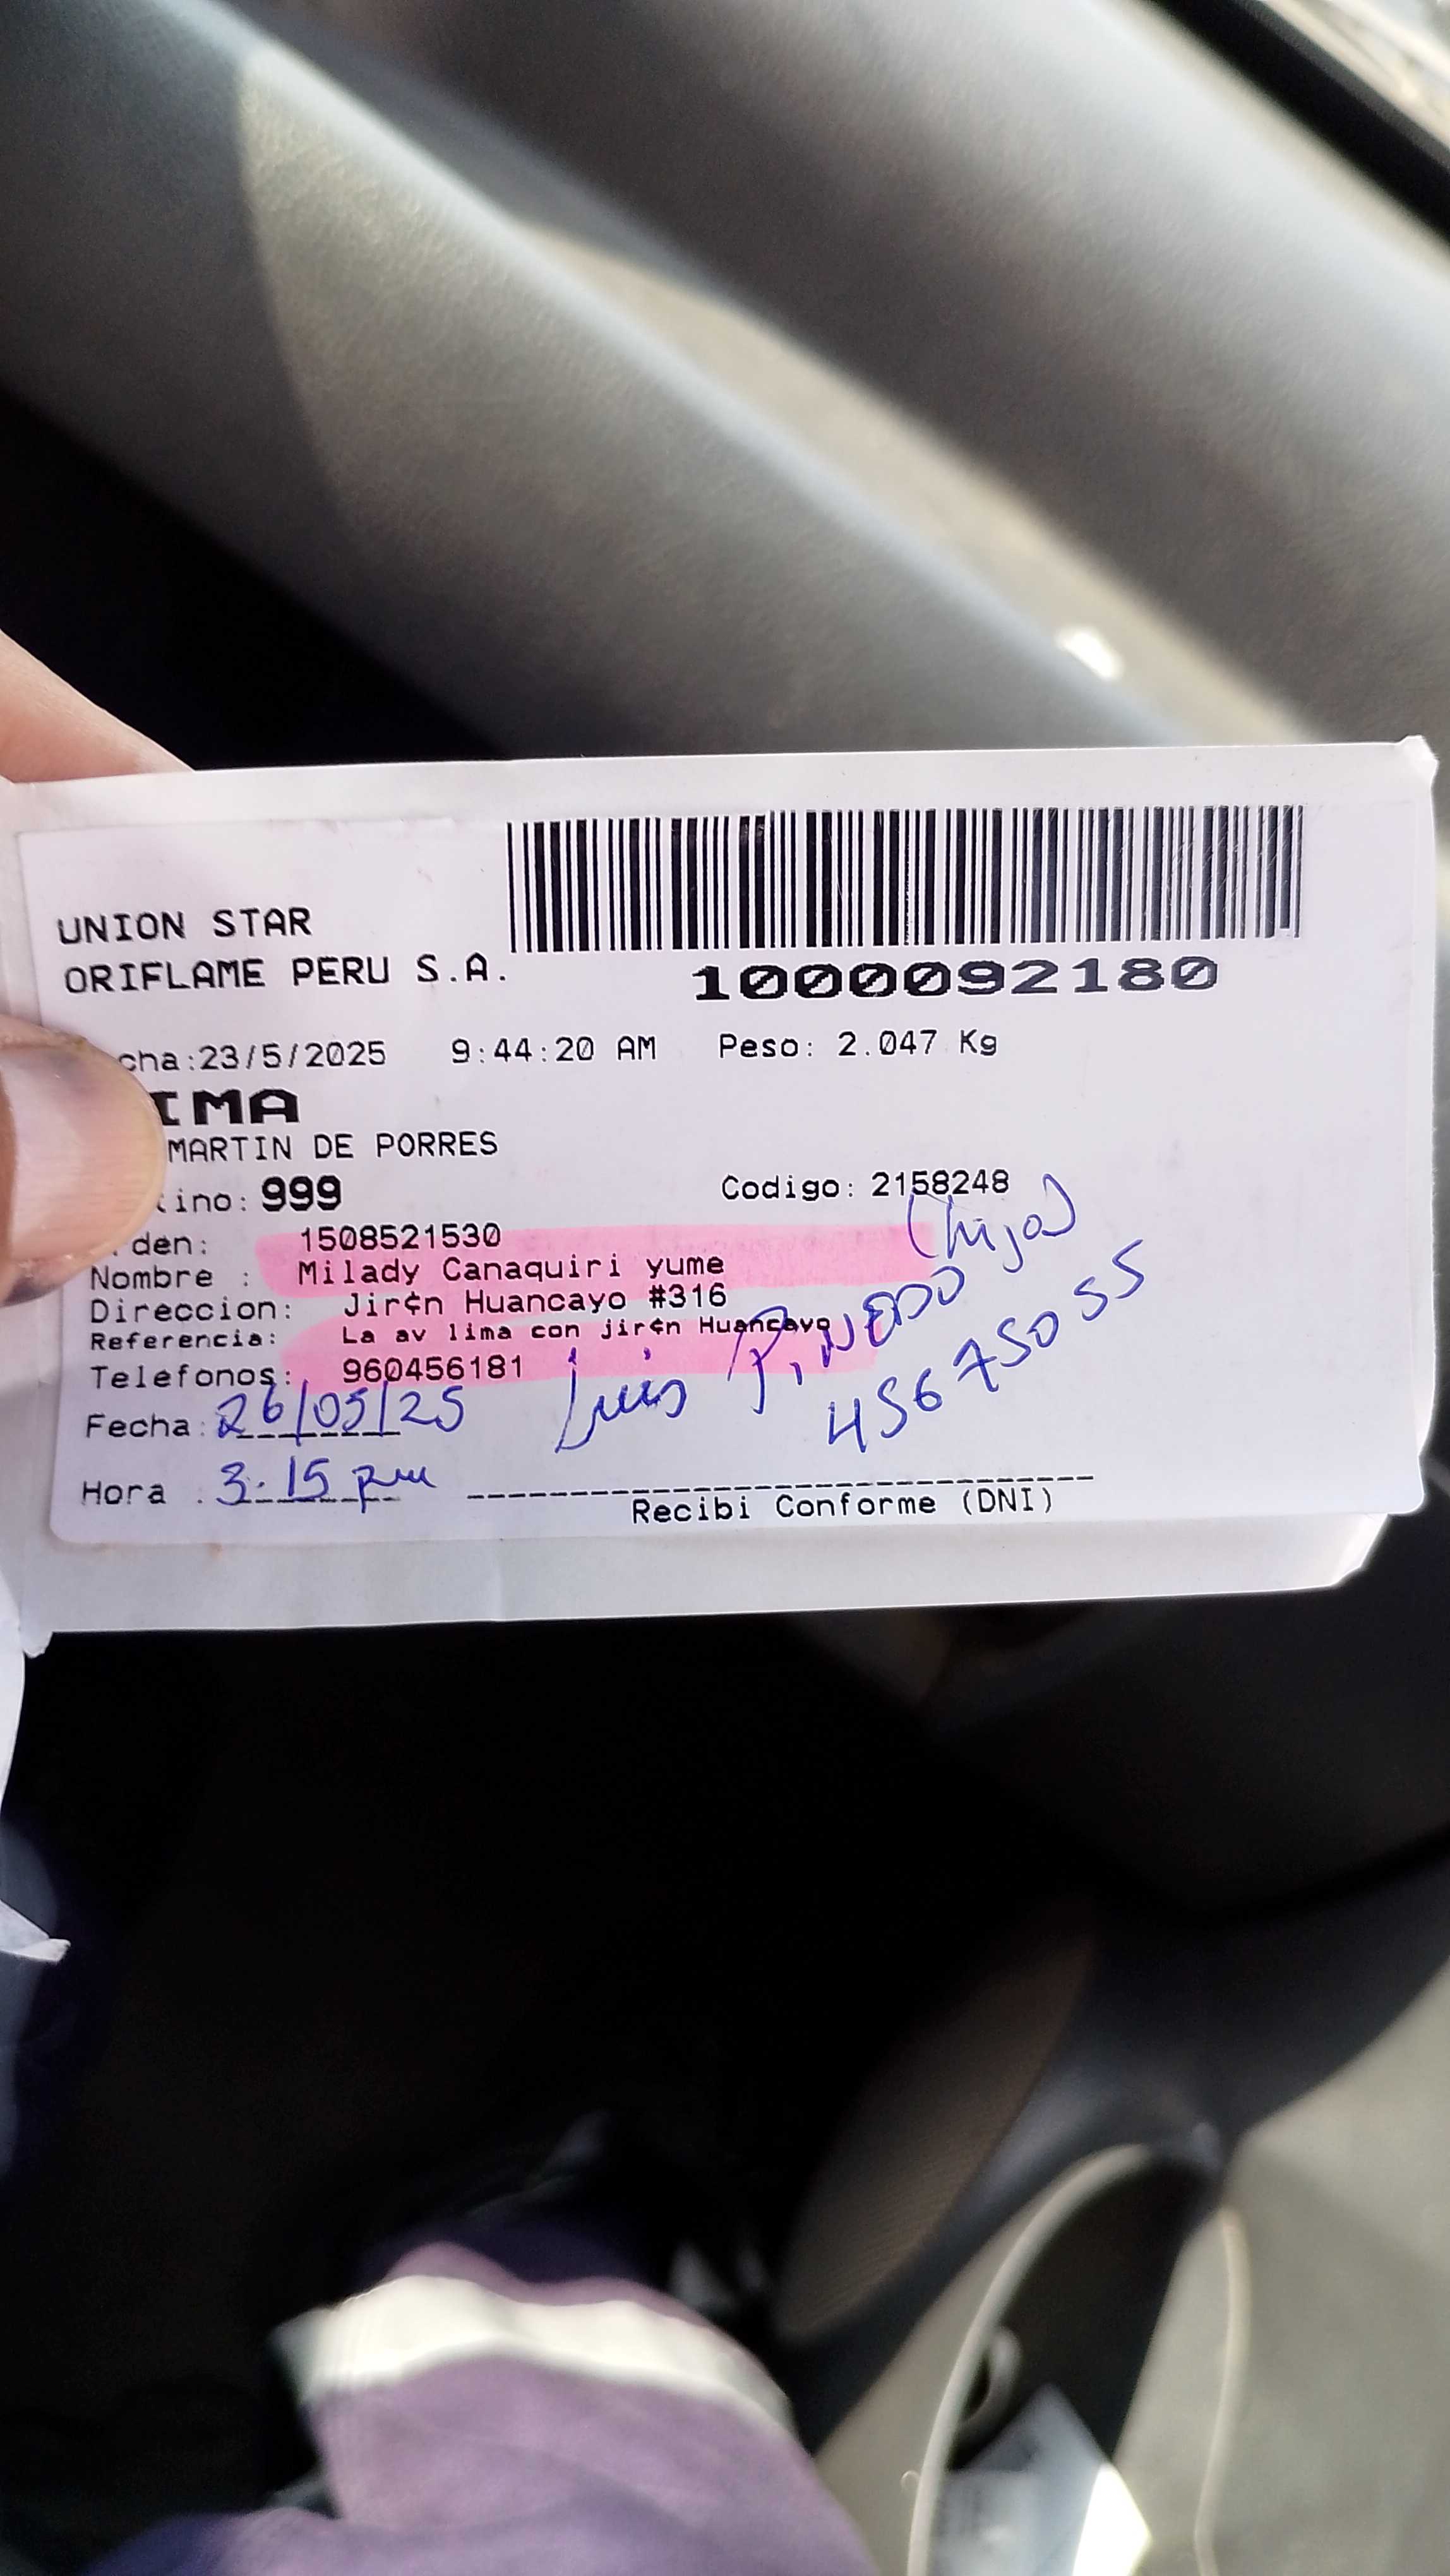 UNION STAR
ORIFLAME PERU S.A.
1000092180
cha:23/5/2025 9:44:20 AM Peso: 2.047 Kg
IMA
MARTIN DE PORRES
ino: 999 Codigo: 2158248
den: 1508521530
(hijo)
Nombre : Milady Canaquiri yume
Direccion: Jir¢n Huancayo #316
Referencia: La av lima con jir¢n Huancayo
Telefonos: 960456181
Luis PiNEDO
45675055
Fecha: 26/05/25
Hora : 3:15 pm
Recibi Conforme (DNI)